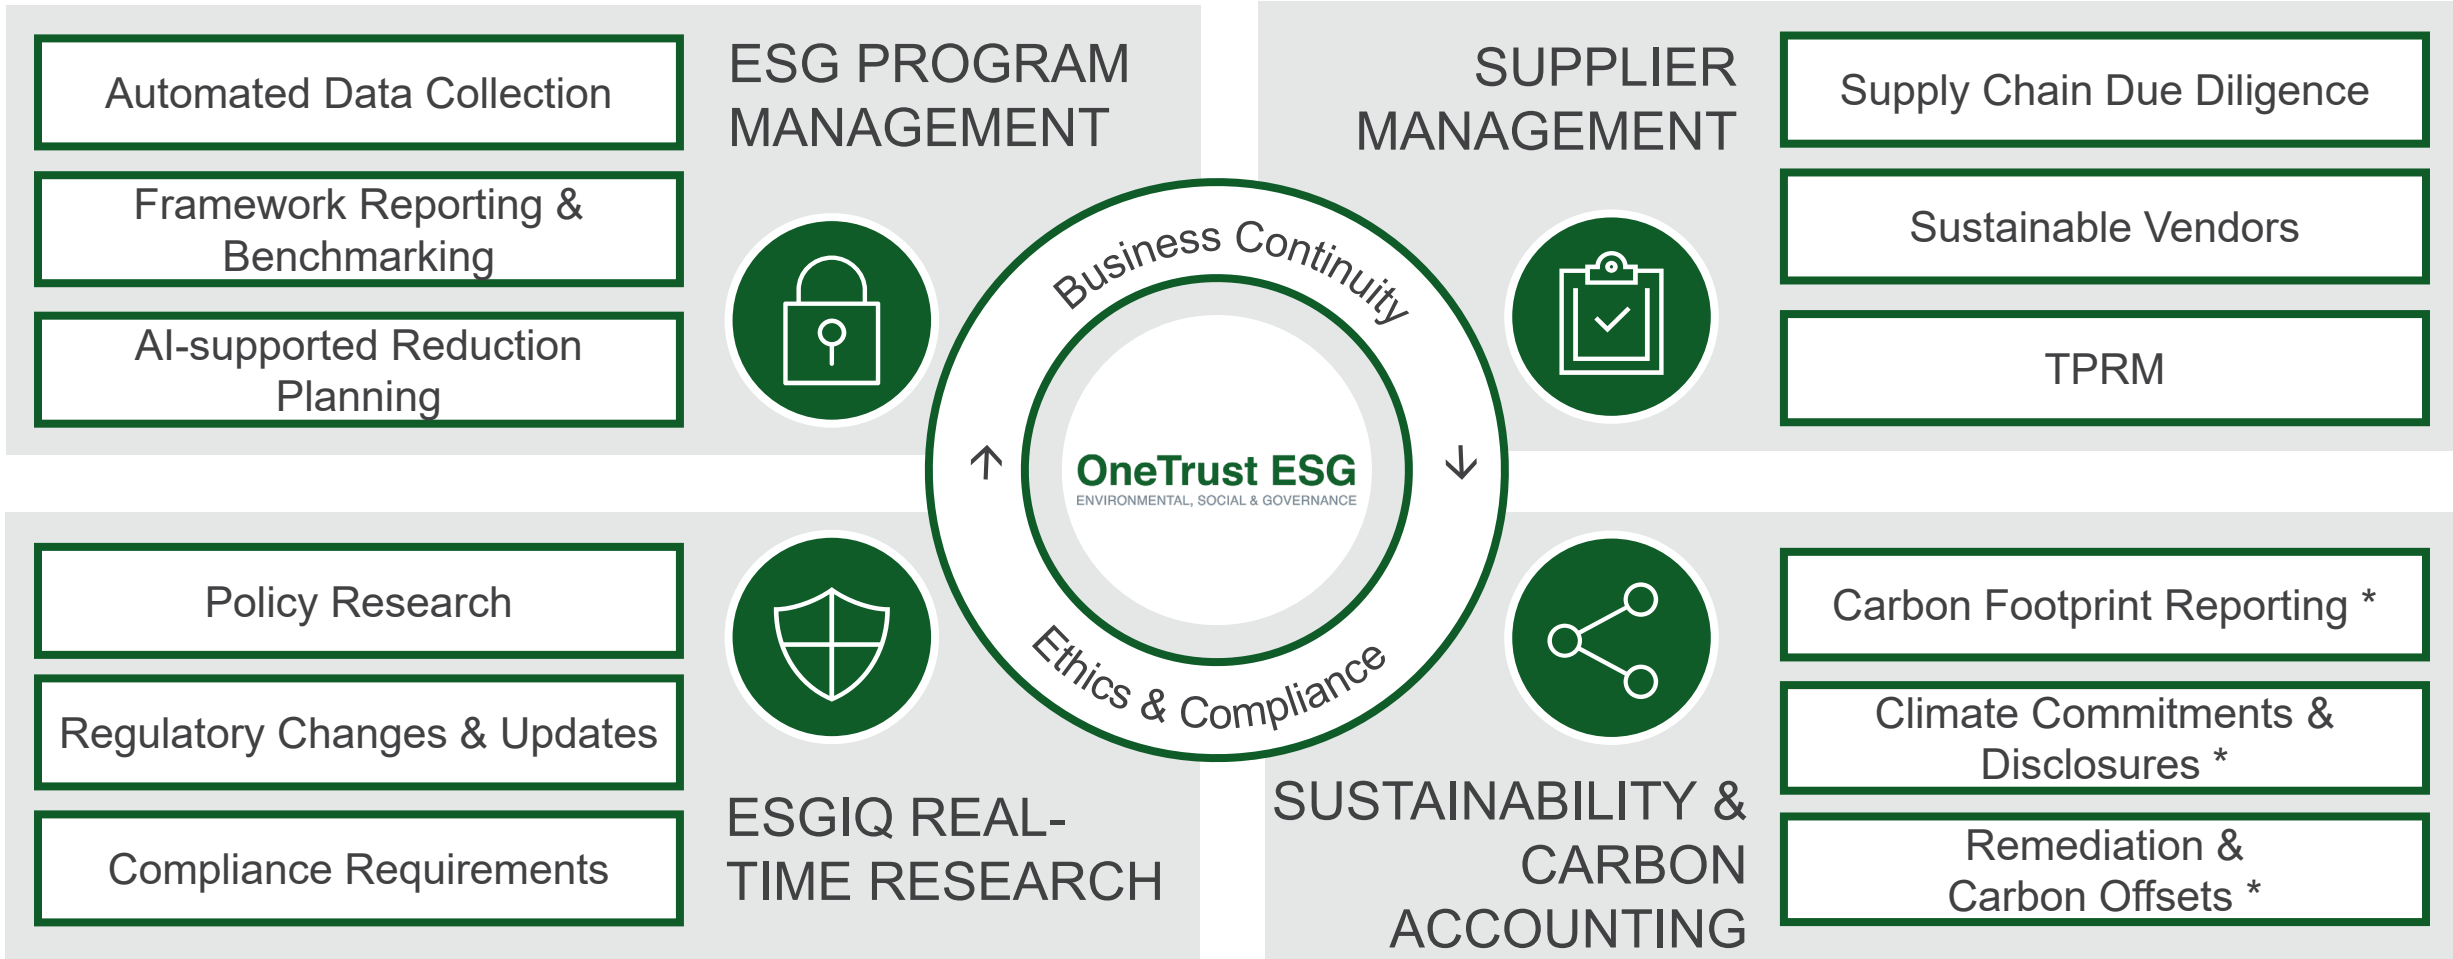 Automated Data Collection
Framework Reporting &
Benchmarking
AI-supported Reduction
Planning
ESG PROGRAM
MANAGEMENT
SUPPLIER
MANAGEMENT
Supply Chain Due Diligence
Sustainable Vendors
TPRM
Business Continuity
OneTrust ESG
ENVIRONMENTAL, SOCIAL & GOVERNANCE
Ethics & Compliance
Policy Research
Regulatory Changes & Updates
Compliance Requirements
ESGIQ REAL-
TIME RESEARCH
SUSTAINABILITY &
CARBON
ACCOUNTING
Carbon Footprint Reporting *
Climate Commitments &
Disclosures *
Remediation &
Carbon Offsets *